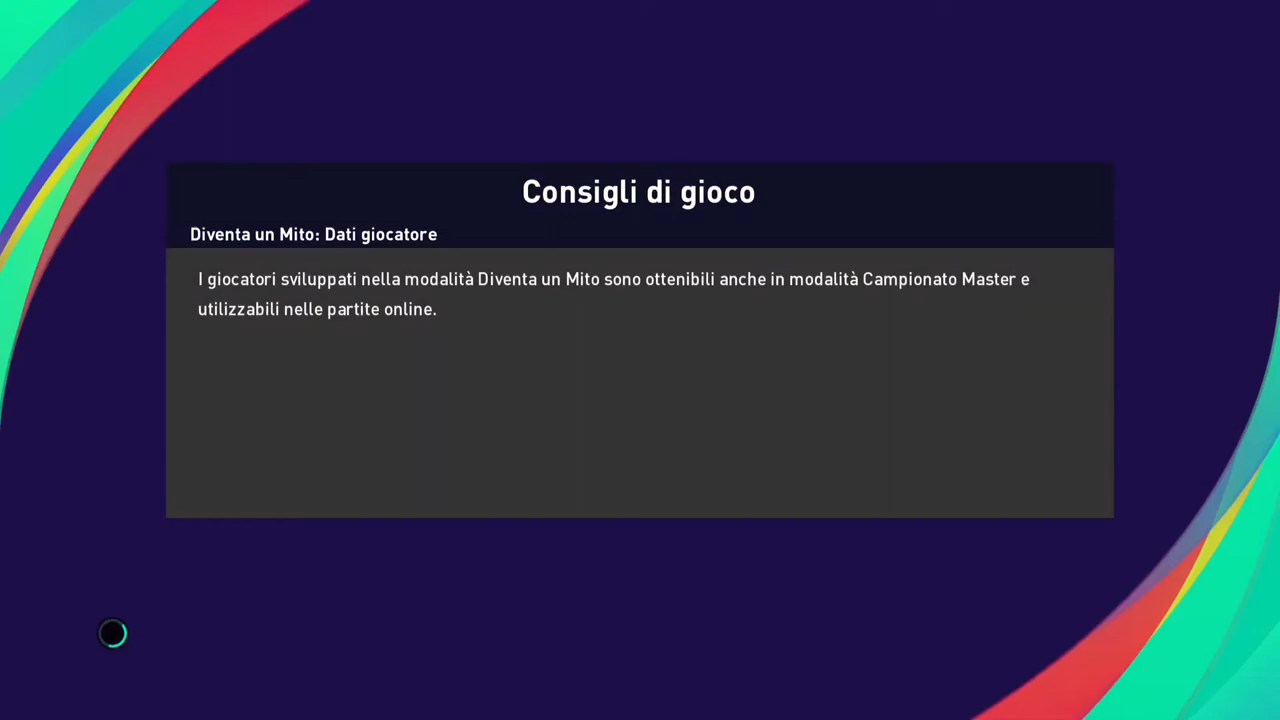 Consigli di gioco
Diventa un Mito: Dati giocatore
I giocatori sviluppati nella modalità Diventa un Mito sono ottenibili anche in modalità Campionato Master e
utilizzabili nelle partite online.